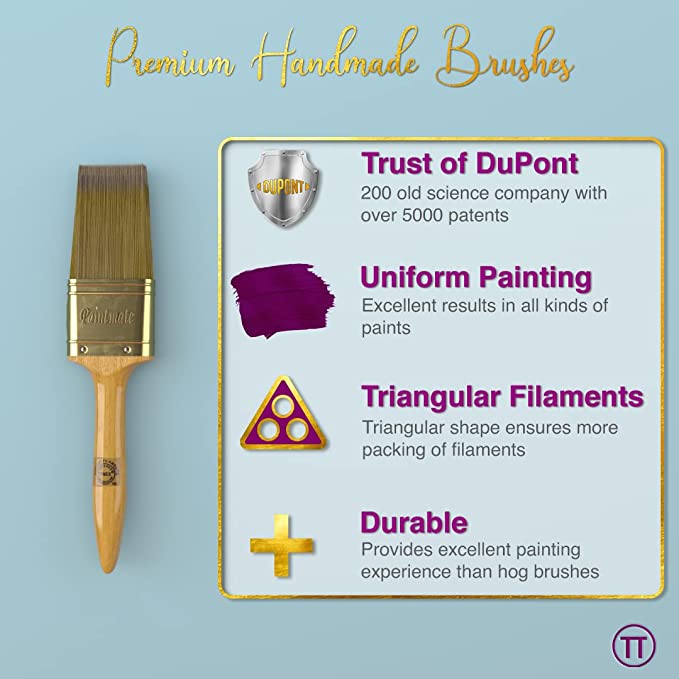 Premium Handmade Brushes
DUPONT
Trust of DuPont
200 old science company with
over 5000 patents
Paintmate
Uniform Painting
Excellent results in all kinds of
paints
Triangular Filaments
Triangular shape ensures more
packing of filaments
Durable
Provides excellent painting
experience than hog brushes
TT